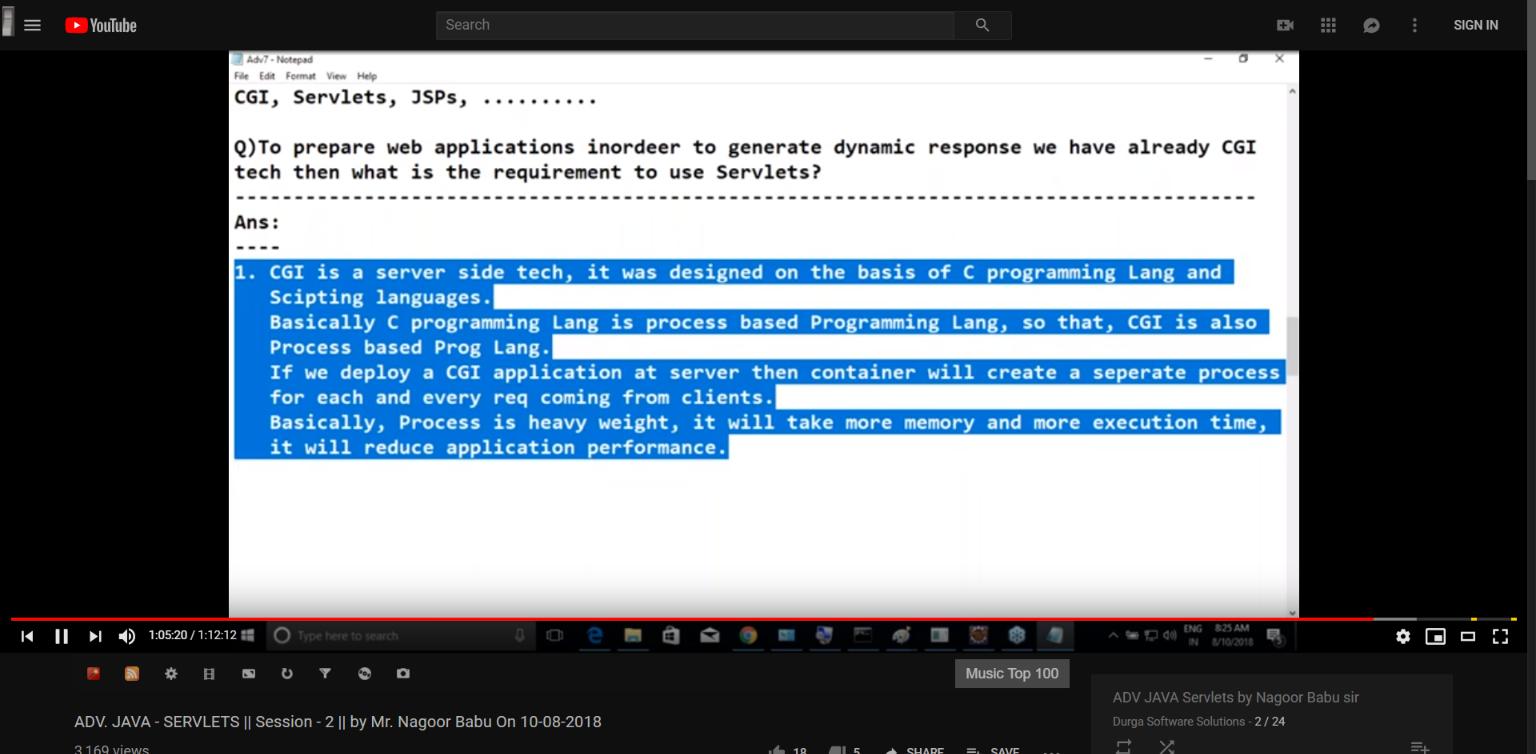 YouTube
Search
SIGN IN
Adv7 - Notepad
File Edit Format View Help
CGI, Servlets, JSPs, ..........
Q)To prepare web applications inordeer to generate dynamic response we have already CGI
tech then what is the requirement to use Servlets?
---------------------------------------------------------------------------------------
Ans:
----
1. CGI is a server side tech, it was designed on the basis of C programming Lang and
Scipting languages.
Basically C programming Lang is process based Programming Lang, so that, CGI is also
Process based Prog Lang.
If we deploy a CGI application at server then container will create a seperate process
for each and every req coming from clients.
Basically, Process is heavy weight, it will take more memory and more execution time,
it will reduce application performance.
1:05:20 / 1:12:12
Type here to search
ENG
IN
8:25 AM
8/10/2018
Music Top 100
ADV. JAVA - SERVLETS || Session - 2 || by Mr. Nagoor Babu On 10-08-2018
3,169 views
18
5
SHARE
SAVE
ADV JAVA Servlets by Nagoor Babu sir
Durga Software Solutions - 2 / 24